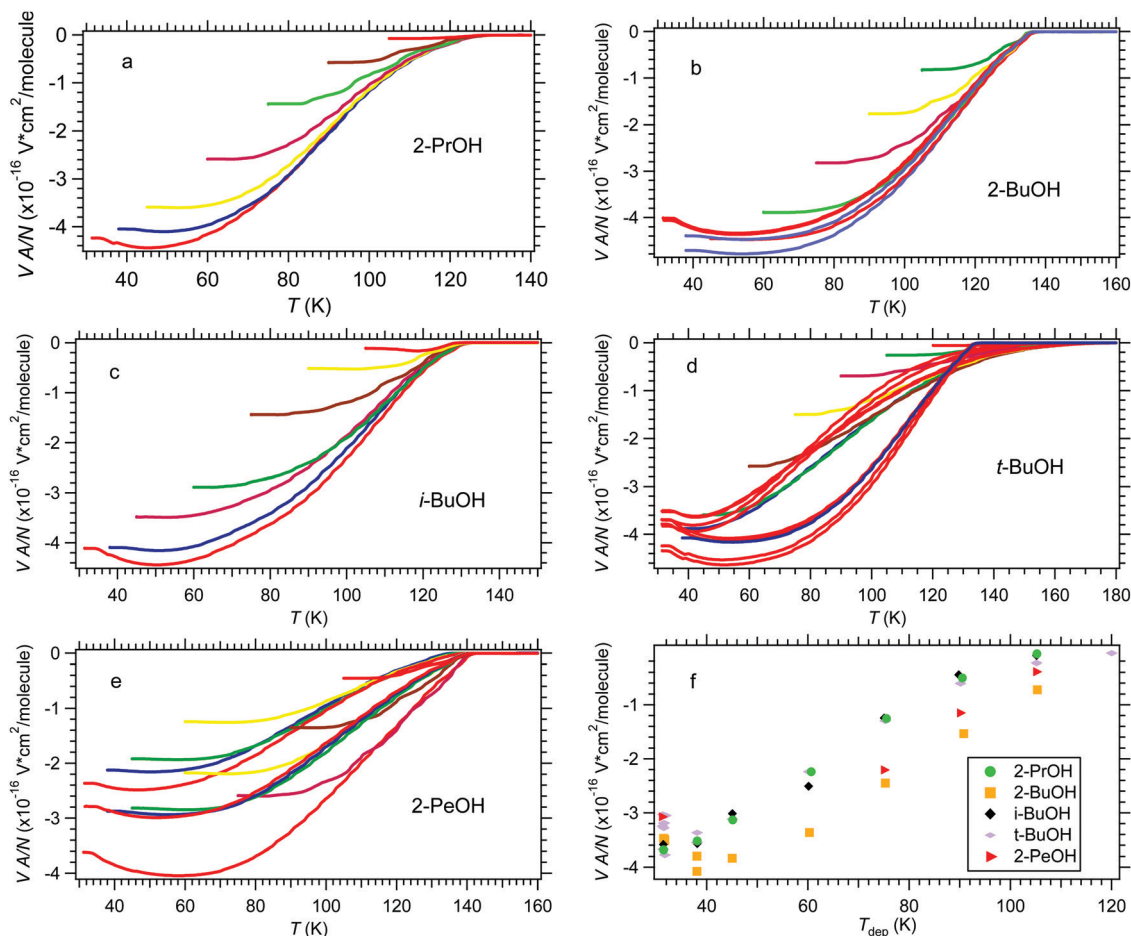 0
-1
-2
-3
-4
V A/N (x10⁻¹⁶ V*cm²/molecule
a
2-PrOH
40 60 80 100 120 140
T (K)
0
-1
-2
-3
-4
V A/N (x10⁻¹⁶ V*cm²/molecule)
b
2-BuOH
40 60 80 100 120 140 160
T (K)
0
-1
-2
-3
-4
V A/N (x10⁻¹⁶ V*cm²/molecule)
c
i-BuOH
40 60 80 100 120 140
T (K)
0
-1
-2
-3
-4
V A/N (x10⁻¹⁶ V*cm²/molecule)
d
t-BuOH
40 60 80 100 120 140 160 180
T (K)
0
-1
-2
-3
-4
V A/N (x10⁻¹⁶ V*cm²/molecule)
e
2-PeOH
40 60 80 100 120 140 160
T (K)
-1
-2
-3
-4
V A/N (x10⁻¹⁶ V*cm²/molecule)
f
2-PrOH
2-BuOH
i-BuOH
t-BuOH
2-PeOH
40 60 80 100 120
T_dep (K)